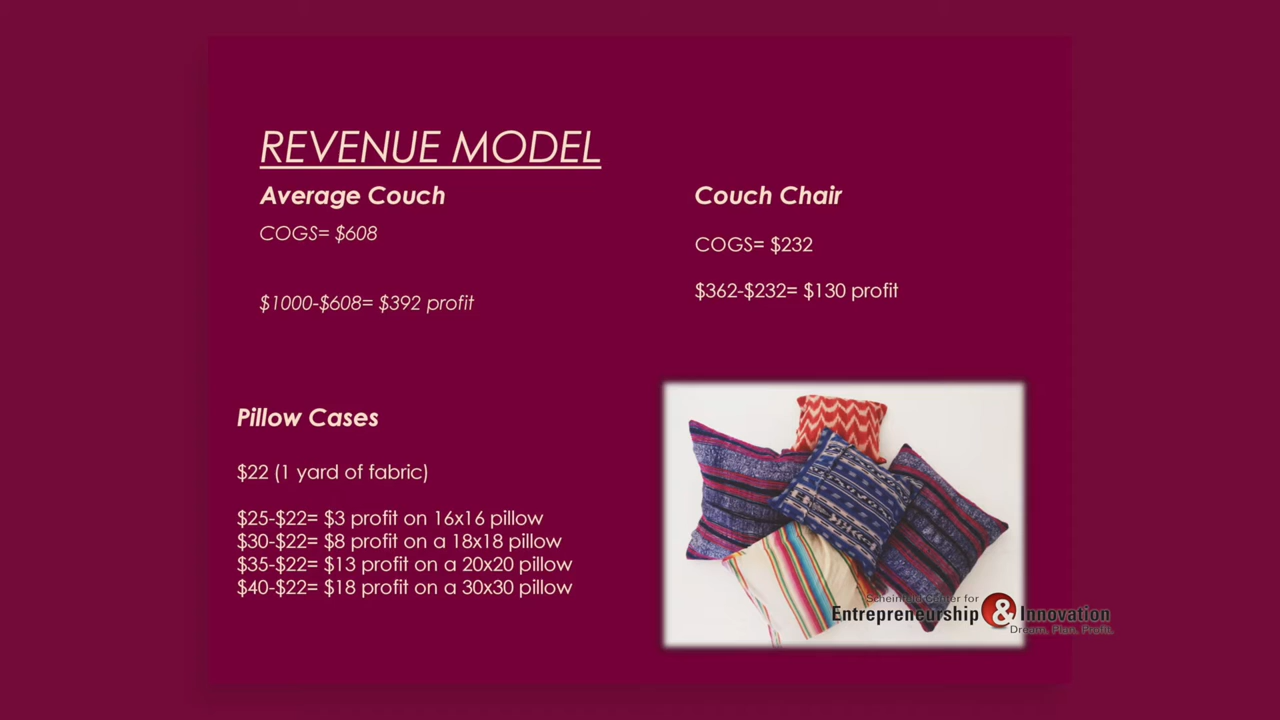 REVENUE MODEL
Average Couch
COGS= $608
$1000-$608= $392 profit
Couch Chair
COGS= $232
$362-$232= $130 profit
Pillow Cases
$22 (1 yard of fabric)
$25-$22= $3 profit on 16x16 pillow
$30-$22= $8 profit on a 18x18 pillow
$35-$22= $13 profit on a 20x20 pillow
$40-$22= $18 profit on a 30x30 pillow
Scheinfeld Center for
Entrepreneurship & Innovation
Dream. Plan. Profit.